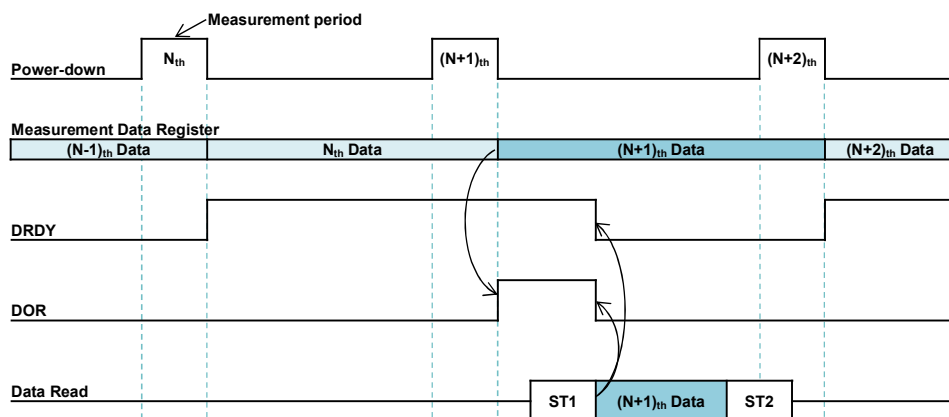 Measurement period
Nth (N+1)th (N+2)th
Power-down
Measurement Data Register
(N-1)th Data Nth Data (N+1)th Data (N+2)th Data
DRDY
DOR
Data Read ST1 (N+1)th Data ST2